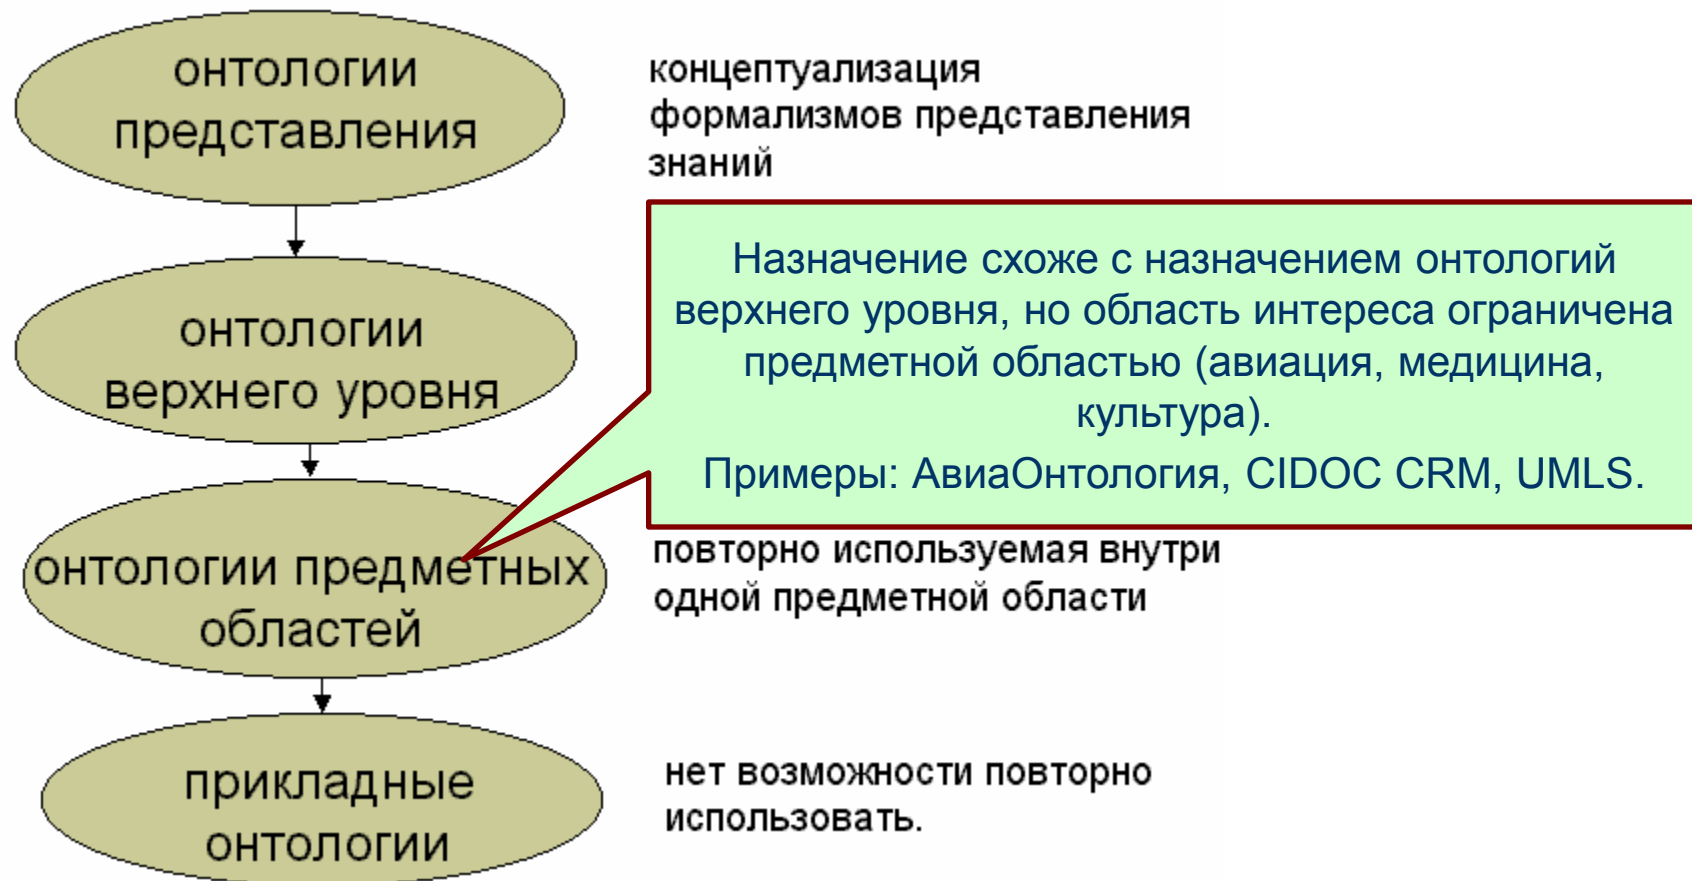 онтологии
представления
концептуализация
формализмов представления
знаний
онтологии
верхнего уровня
Назначение схоже с назначением онтологий
верхнего уровня, но область интереса ограничена
предметной областью (авиация, медицина,
культура).
Примеры: АвиаОнтология, CIDOC CRM, UMLS.
онтологии предметных
областей
повторно используемая внутри
одной предметной области
прикладные
онтологии
нет возможности повторно
использовать.